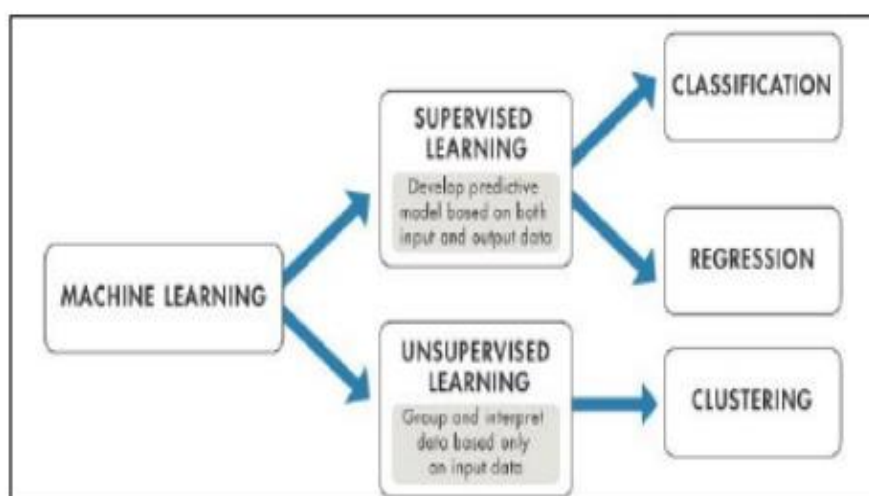 MACHINE LEARNING
SUPERVISED
LEARNING
Develop predictive
model based on both
input and output data
UNSUPERVISED
LEARNING
Group and interpret
data based only
on input data
CLASSIFICATION
REGRESSION
CLUSTERING